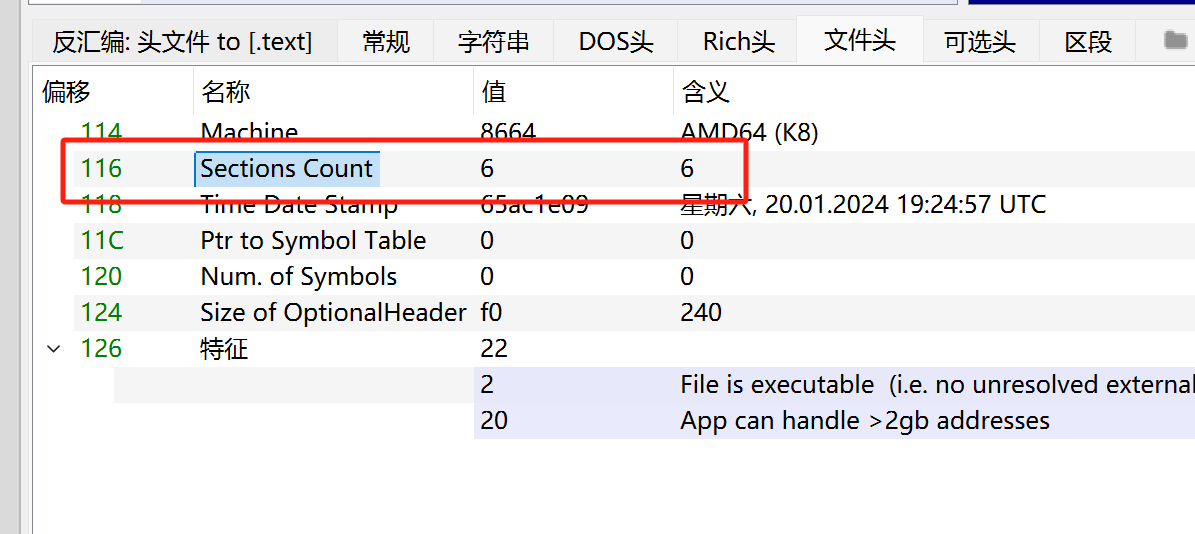 反汇编: 头文件 to [.text] 常规 字符串 DOS头 Rich头 文件头 可选头 区段
偏移 名称 值 含义
114 Machine 8664 AMD64 (K8)
116 Sections Count 6 6
118 Time Date Stamp 65ac1e09 星期六, 20.01.2024 19:24:57 UTC
11C Ptr to Symbol Table 0 0
120 Num. of Symbols 0 0
124 Size of OptionalHeader f0 240
126 特征 22
2 File is executable (i.e. no unresolved external
20 App can handle >2gb addresses